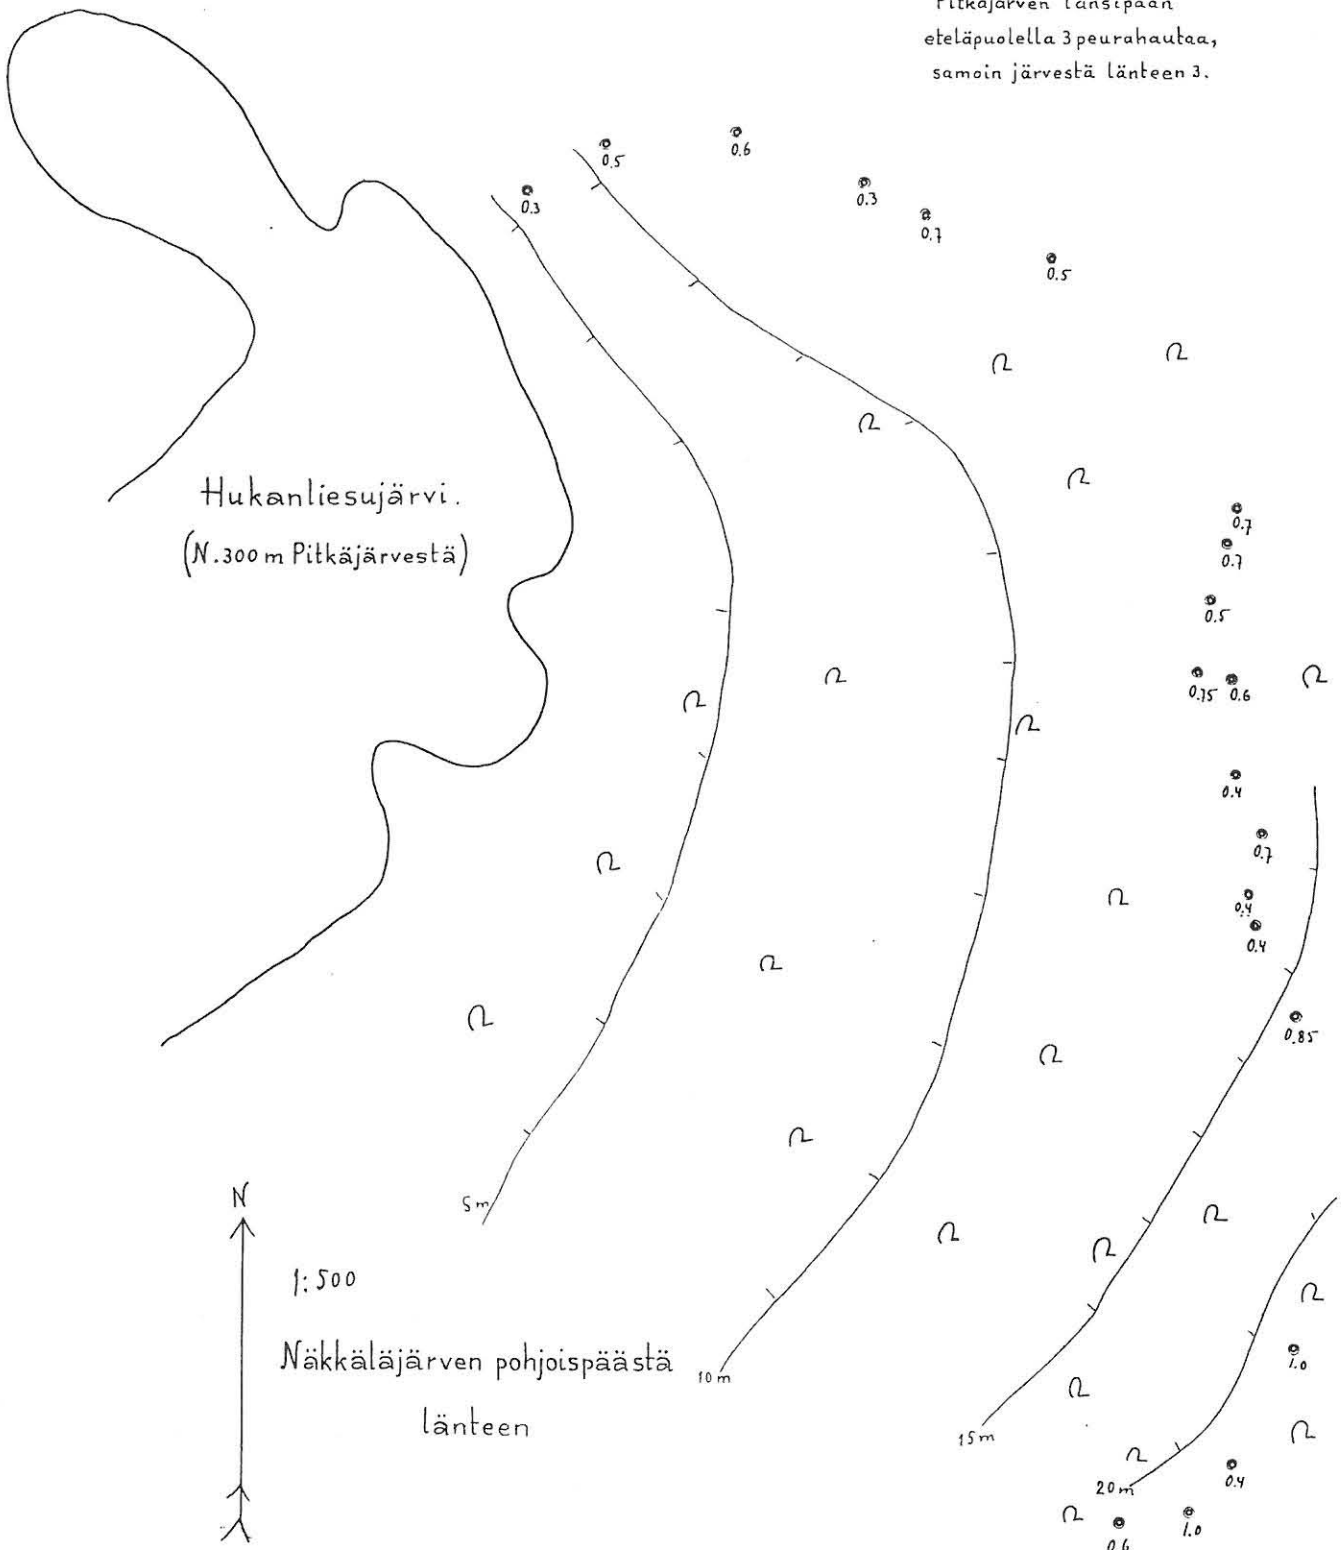 Pitkäjärven länsipään
eteläpuolella 3 peurahautaa,
samoin järvestä länteen 3.
0.5
0.6
0.3
0.3
0.7
0.5
Hukanliesujärvi.
(N. 300 m Pitkäjärvestä)
0.7
0.7
0.5
0.75
0.6
0.4
0.7
0.4
0.4
0.85
N
5 m
1:500
Näkkäläjärven pohjoispäästä
länteen
10 m
1.0
15 m
0.4
20 m
1.0
0.6